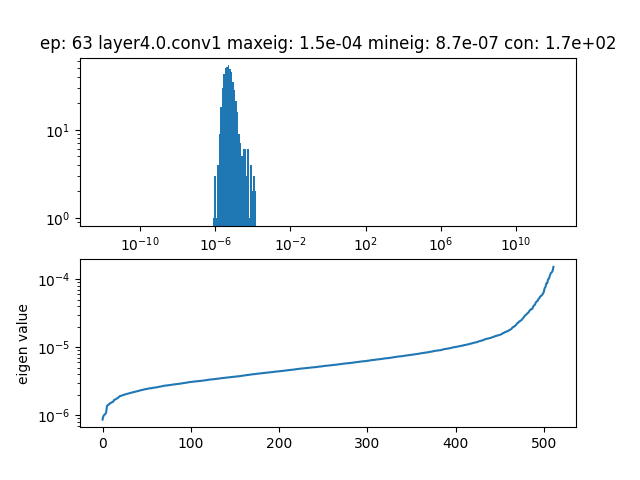 ep: 63 layer4.0.conv1 maxeig: 1.5e-04 mineig: 8.7e-07 con: 1.7e+02
10¹
10⁰
10⁻¹⁰ 10⁻⁶ 10⁻² 10² 10⁶ 10¹⁰
10⁻⁴
10⁻⁵
10⁻⁶
eigen value
0 100 200 300 400 500